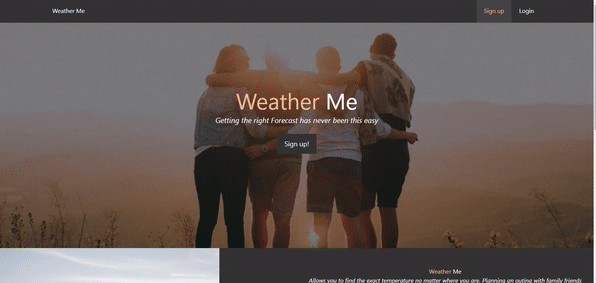 Weather Me
Sign up
Login
Weather Me
Getting the right Forecast has never been this easy
Sign up!
Weather Me
Allows you to find the exact temperature no matter where you are. Planning an outing with family friends